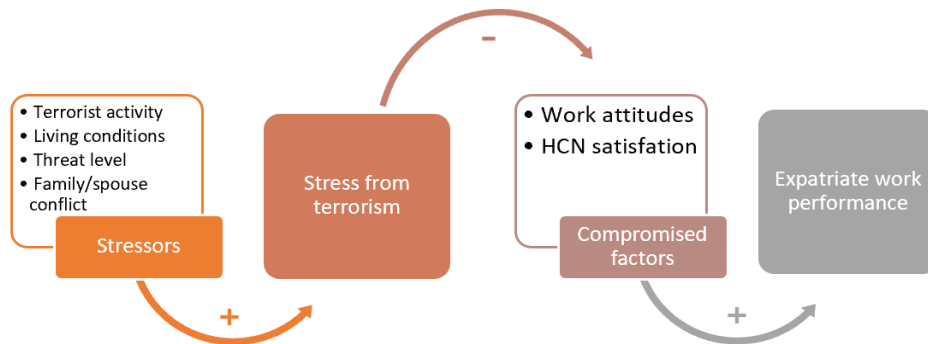 • Terrorist activity
• Living conditions
• Threat level
• Family/spouse
conflict
Stressors
+
Stress from
terrorism
-
• Work attitudes
• HCN satisfation
Compromised
factors
+
Expatriate work
performance